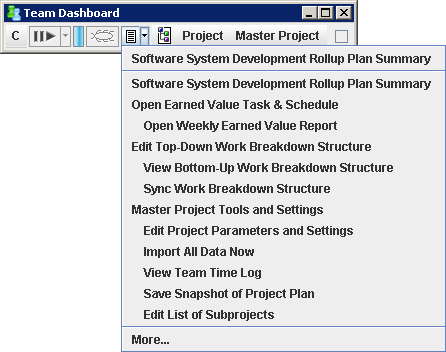 Team Dashboard
C Project Master Project
Software System Development Rollup Plan Summary
Software System Development Rollup Plan Summary
Open Earned Value Task & Schedule
Open Weekly Earned Value Report
Edit Top-Down Work Breakdown Structure
View Bottom-Up Work Breakdown Structure
Sync Work Breakdown Structure
Master Project Tools and Settings
Edit Project Parameters and Settings
Import All Data Now
View Team Time Log
Save Snapshot of Project Plan
Edit List of Subprojects
More...